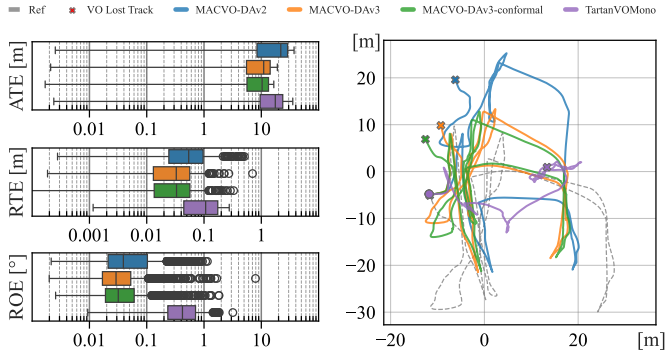 Ref VO Lost Track MACVO-DAv2 MACVO-DAv3 MACVO-DAv3-conformal TartanVOMono
ATE [m]
0.01 0.1 1 10
RTE [m]
0.001 0.01 0.1 1
ROE [°]
0.01 0.1 1 10
[m]
20
10
0
−10
−20
−30
−20 0 20 [m]